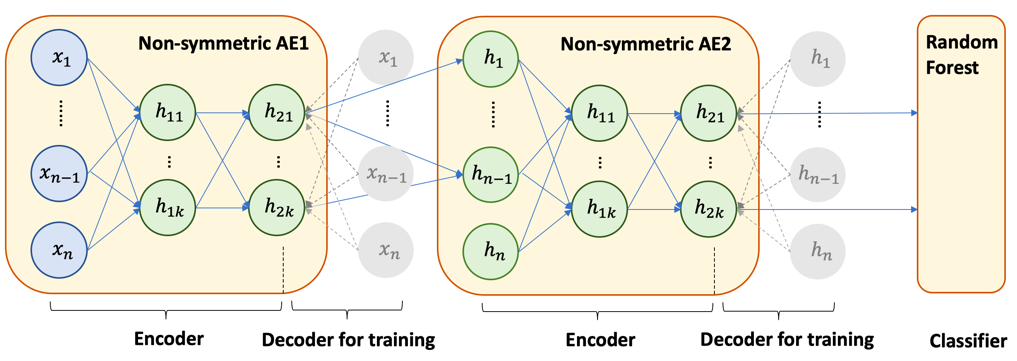 Non-symmetric AE1
x₁
x₁
h₁₁
h₂₁
⋮
xₙ₋₁
xₙ₋₁
h₁ₖ
h₂ₖ
xₙ
xₙ
Encoder
Decoder for training
Non-symmetric AE2
h₁
h₁
h₁₁
h₂₁
⋮
hₙ₋₁
hₙ₋₁
h₁ₖ
h₂ₖ
hₙ
hₙ
Encoder
Decoder for training
Random
Forest
Classifier